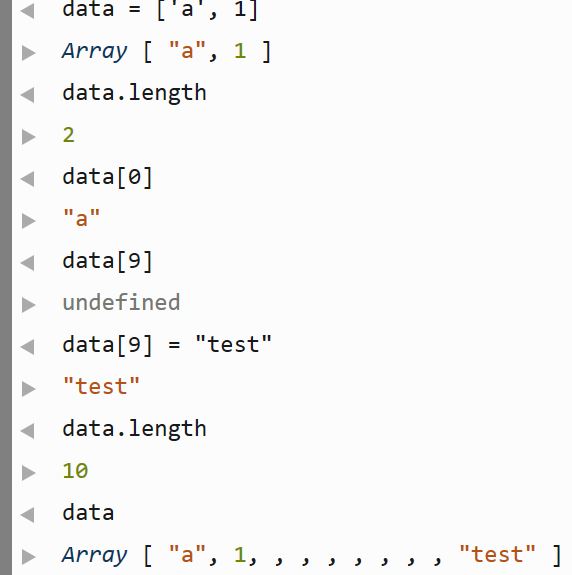 data = ['a', 1]
Array [ "a", 1 ]
data.length
2
data[0]
"a"
data[9]
undefined
data[9] = "test"
"test"
data.length
10
data
Array [ "a", 1, , , , , , , , "test" ]